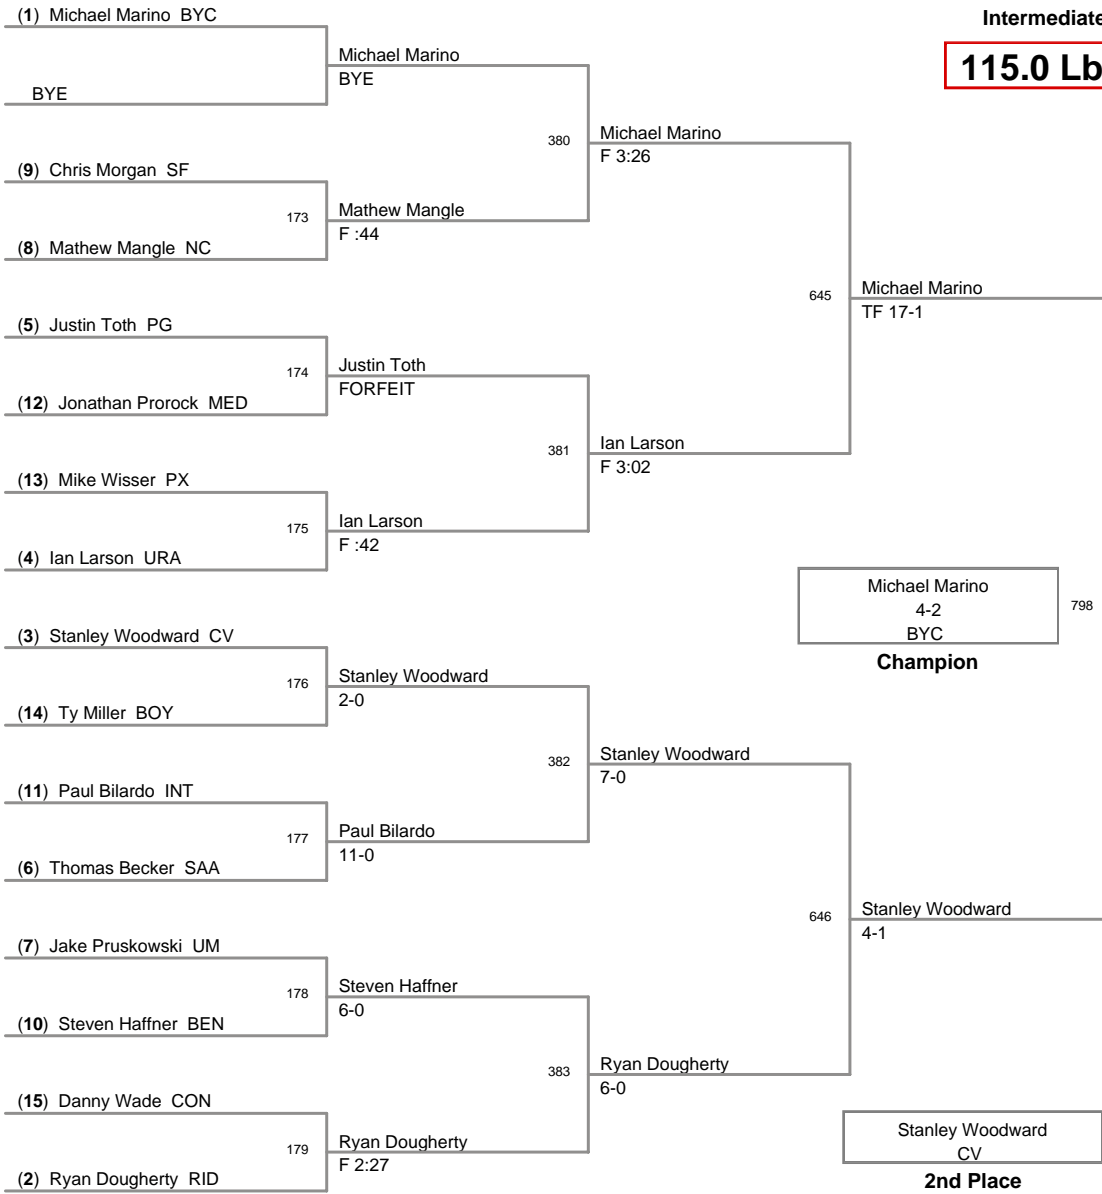 (1) Michael Marino BYC
Intermediate
115.0 Lb
Michael Marino
BYE
BYE
380
Michael Marino
F 3:26
(9) Chris Morgan SF
173
Mathew Mangle
F :44
(8) Mathew Mangle NC
645
Michael Marino
TF 17-1
(5) Justin Toth PG
174
Justin Toth
FORFEIT
(12) Jonathan Prorock MED
381
Ian Larson
F 3:02
(13) Mike Wisser PX
175
Ian Larson
F :42
(4) Ian Larson URA
Michael Marino
4-2
BYC
798
Champion
(3) Stanley Woodward CV
176
Stanley Woodward
2-0
(14) Ty Miller BOY
382
Stanley Woodward
7-0
(11) Paul Bilardo INT
177
Paul Bilardo
11-0
(6) Thomas Becker SAA
646
Stanley Woodward
4-1
(7) Jake Pruskowski UM
178
Steven Haffner
6-0
(10) Steven Haffner BEN
383
Ryan Dougherty
6-0
(15) Danny Wade CON
179
Ryan Dougherty
F 2:27
(2) Ryan Dougherty RID
Stanley Woodward
CV
2nd Place